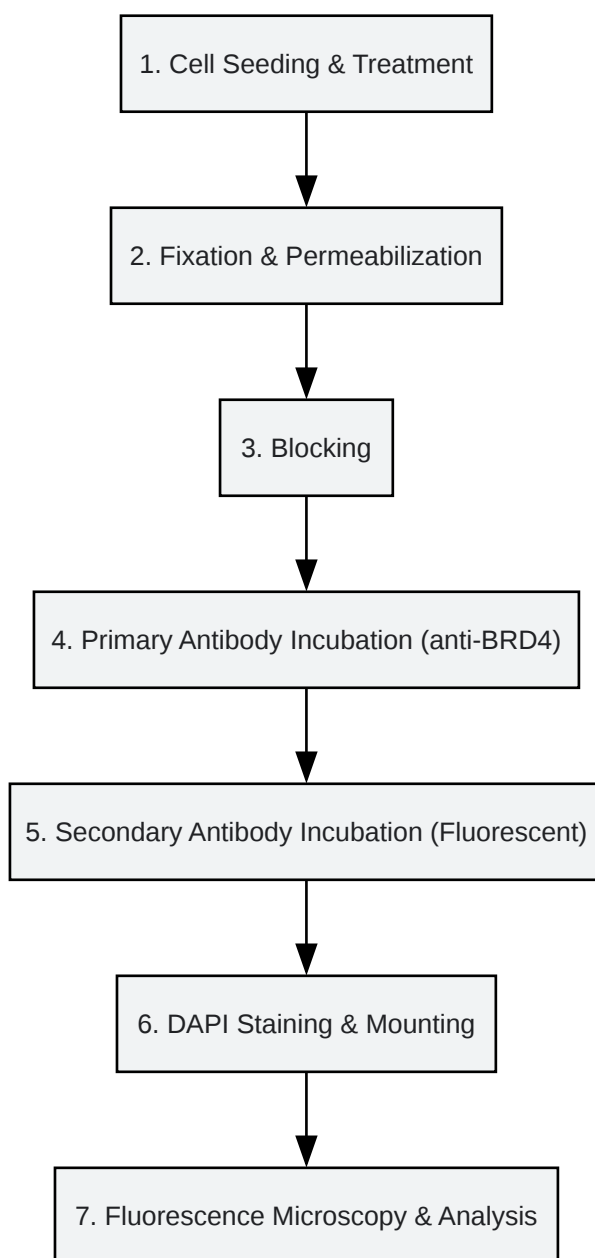 1. Cell Seeding & Treatment
2. Fixation & Permeabilization
3. Blocking
4. Primary Antibody Incubation (anti-BRD4)
5. Secondary Antibody Incubation (Fluorescent)
6. DAPI Staining & Mounting
7. Fluorescence Microscopy & Analysis